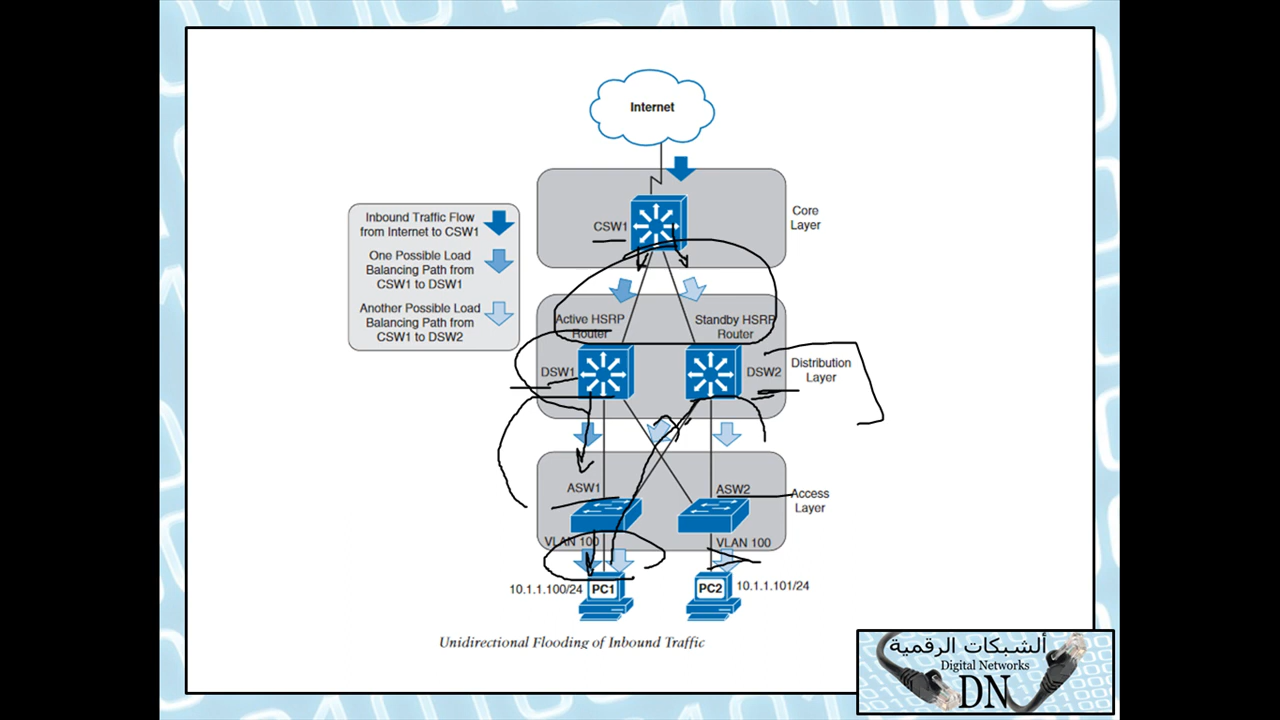 Internet
Core
Layer
CSW1
Inbound Traffic Flow
from Internet to CSW1
One Possible Load
Balancing Path from
CSW1 to DSW1
Another Possible Load
Balancing Path from
CSW1 to DSW2
Active HSRP
Router
Standby HSRP
Router
DSW1
DSW2
Distribution
Layer
ASW1
ASW2
Access
Layer
VLAN 100
VLAN 100
10.1.1.100/24
PC1
PC2
10.1.1.101/24
Unidirectional Flooding of Inbound Traffic
ألشبكات الرقمية
Digital Networks
DN